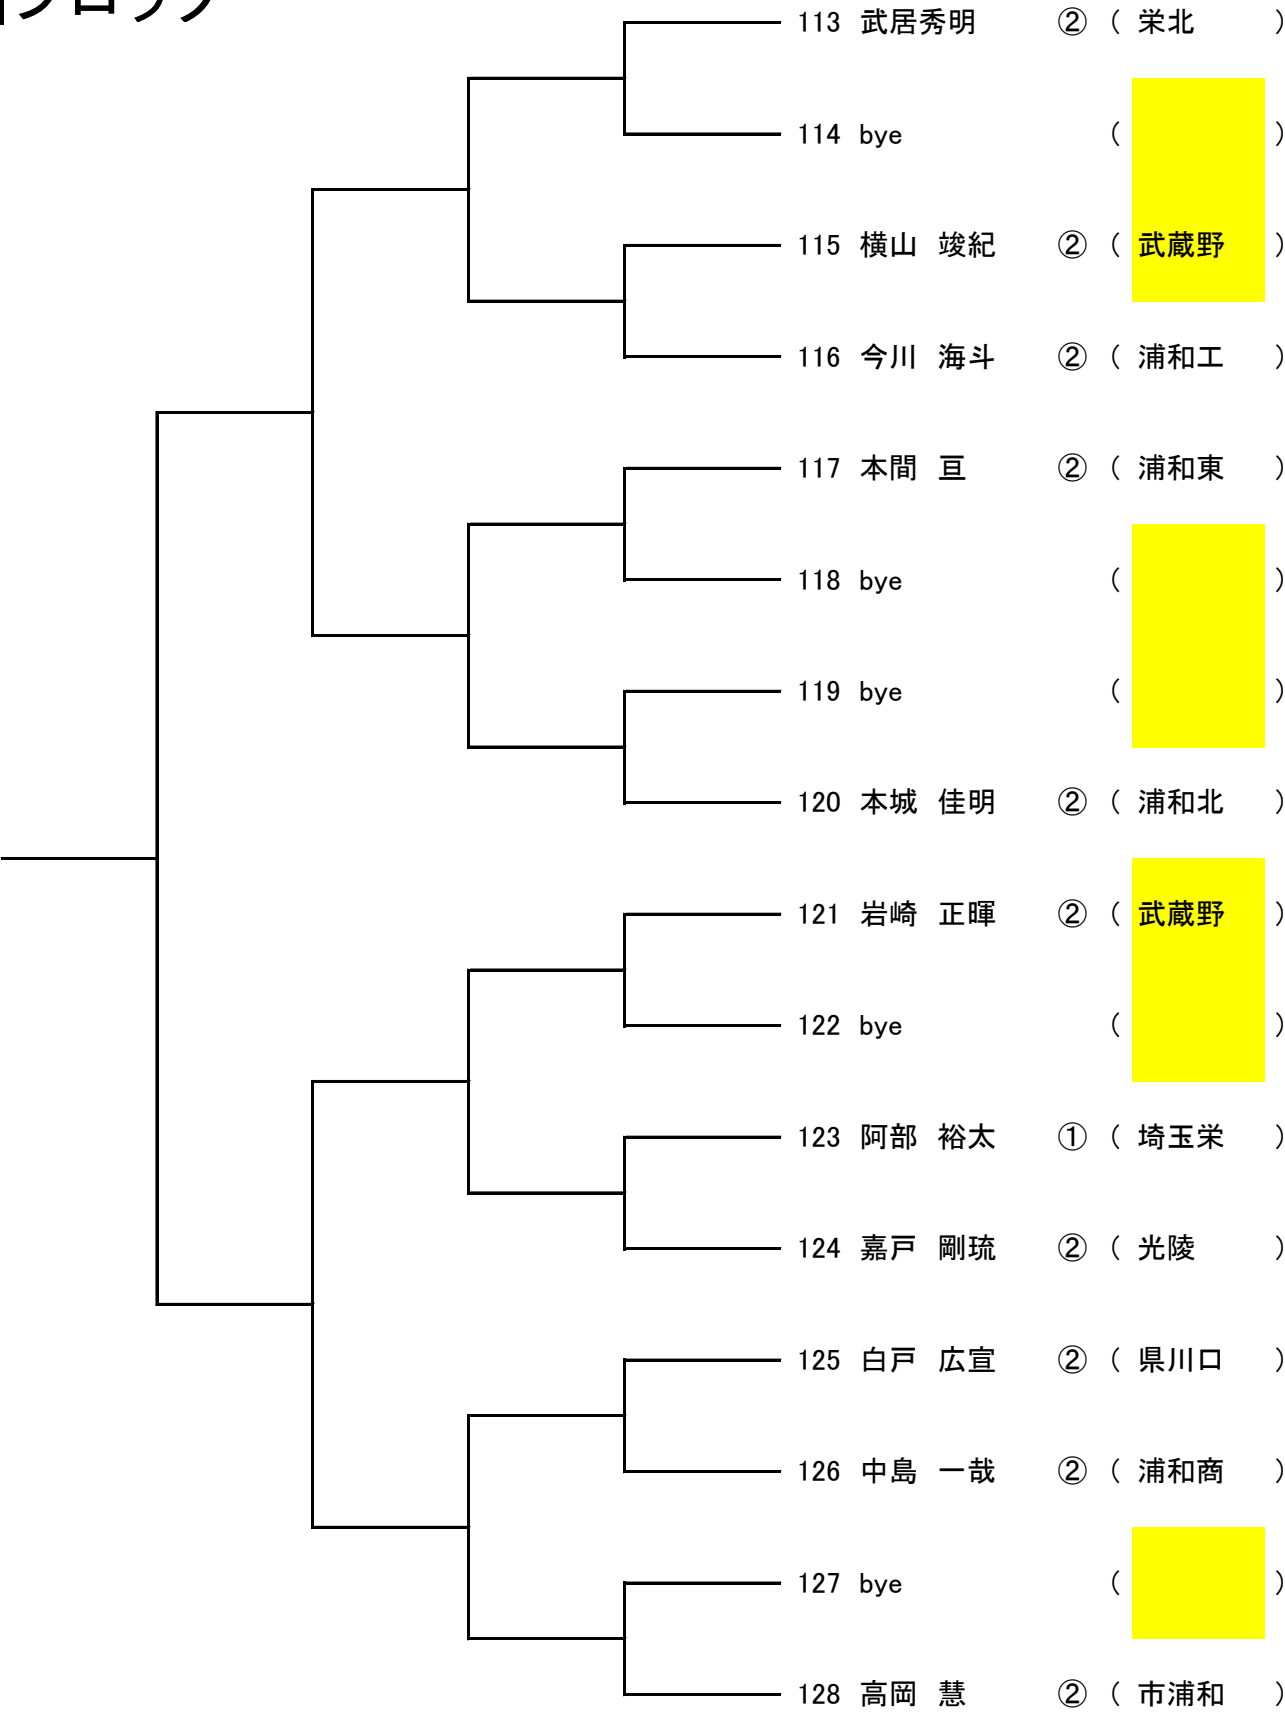 ブロック
113 武居秀明 ② ( 栄北 )
114 bye ( )
115 横山 竣紀 ② ( 武蔵野 )
116 今川 海斗 ② ( 浦和工 )
117 本間 亘 ② ( 浦和東 )
118 bye ( )
119 bye ( )
120 本城 佳明 ② ( 浦和北 )
121 岩崎 正暉 ② ( 武蔵野 )
122 bye ( )
123 阿部 裕太 ① ( 埼玉栄 )
124 嘉戸 剛琉 ② ( 光陵 )
125 白戸 広宣 ② ( 県川口 )
126 中島 一哉 ② ( 浦和商 )
127 bye ( )
128 高岡 慧 ② ( 市浦和 )